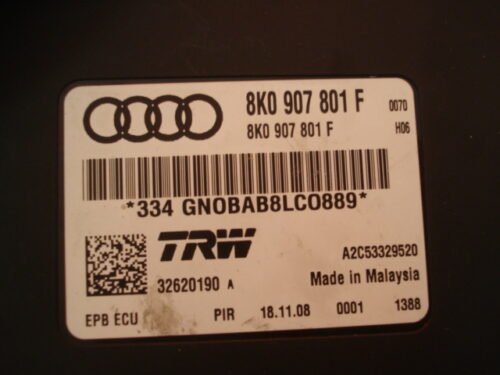 8K0 907 801 F 0070
8K0 907 801 F H06
*334 GN0BAB8LC0889*
TRW A2C53329520
32620190 A Made in Malaysia
EPB ECU PIR 18.11.08 0001 1388